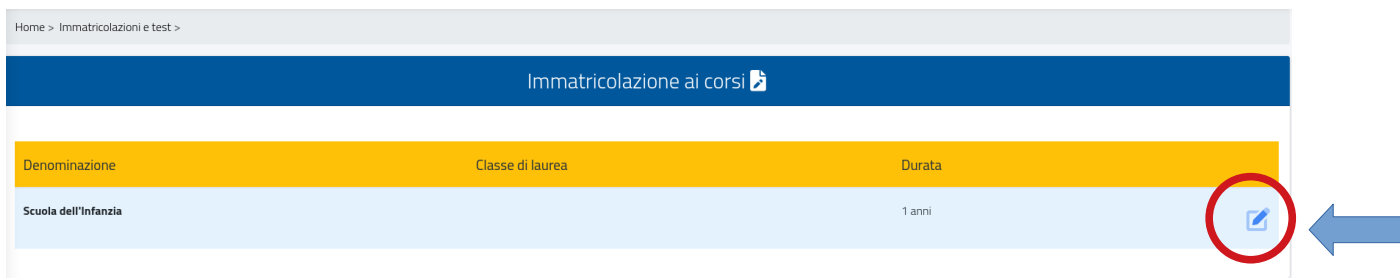 Home > Immatricolazioni e test >
Immatricolazione ai corsi
Denominazione Classe di laurea Durata
Scuola dell'Infanzia 1 anni